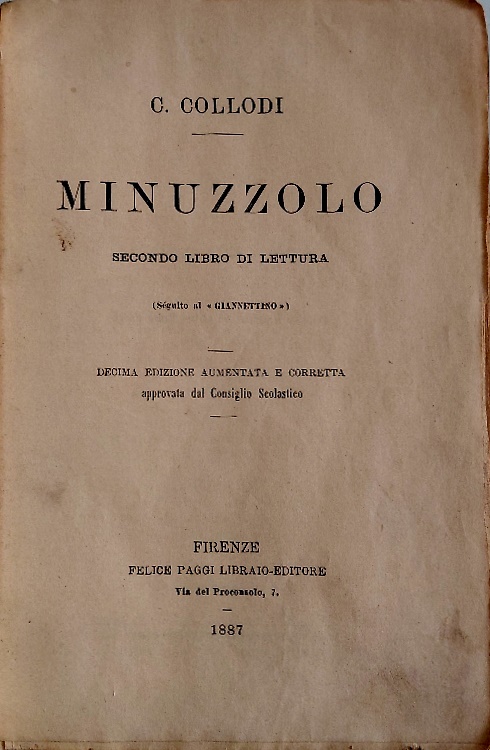 C. COLLODI
MINUZZOLO
SECONDO LIBRO DI LETTURA
(Séguito al « GIANNETTINO »)
DECIMA EDIZIONE AUMENTATA E CORRETTA
approvata dal Consiglio Scolastico
FIRENZE
FELICE PAGGI LIBRAIO-EDITORE
Via del Proconsolo, 7.
1887